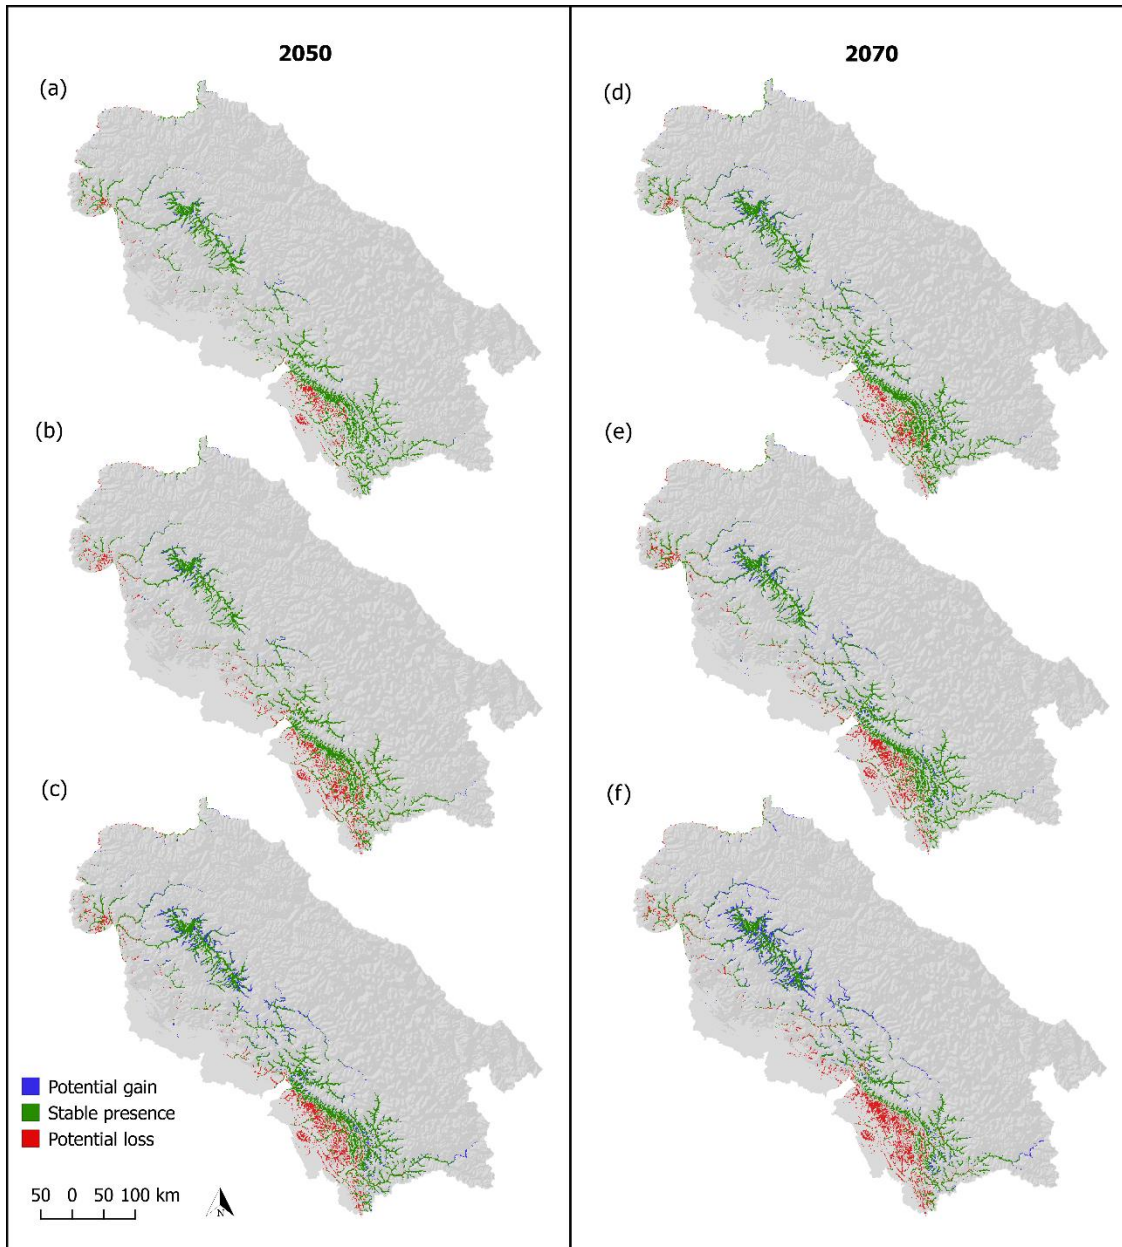 2050
2070
(a)
(d)
(b)
(e)
(c)
(f)
Potential gain
Stable presence
Potential loss
50 0 50 100 km
N